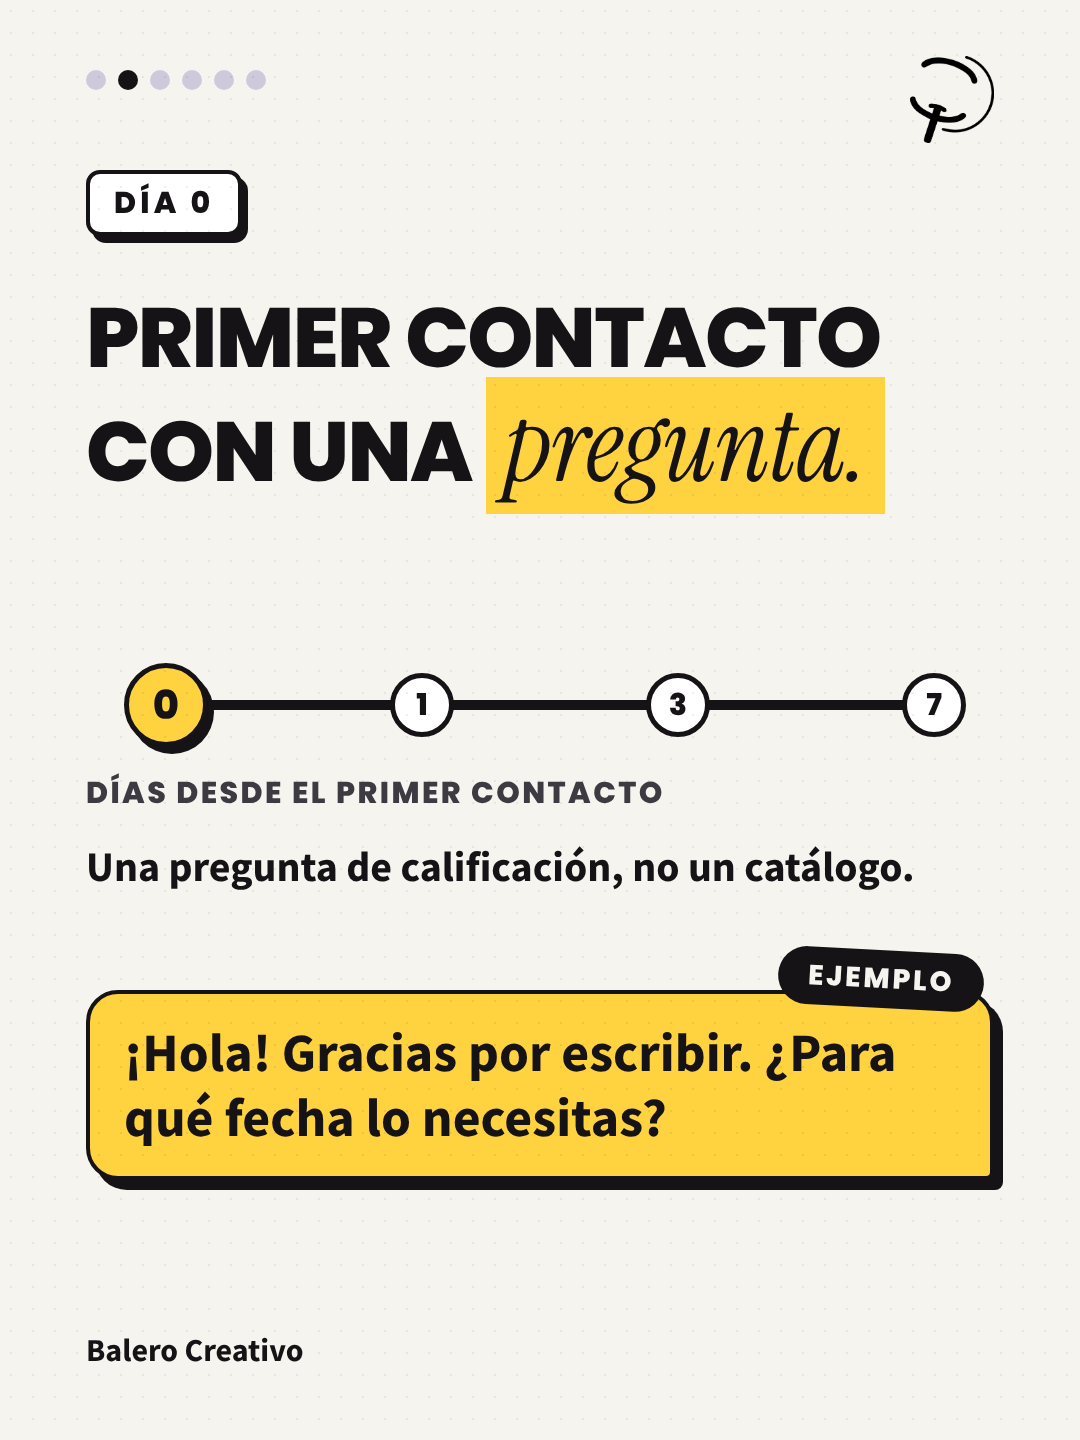 DÍA 0
PRIMER CONTACTO
CON UNA pregunta.
0 1 3 7
DÍAS DESDE EL PRIMER CONTACTO
Una pregunta de calificación, no un catálogo.
EJEMPLO
¡Hola! Gracias por escribir. ¿Para
qué fecha lo necesitas?
Balero Creativo